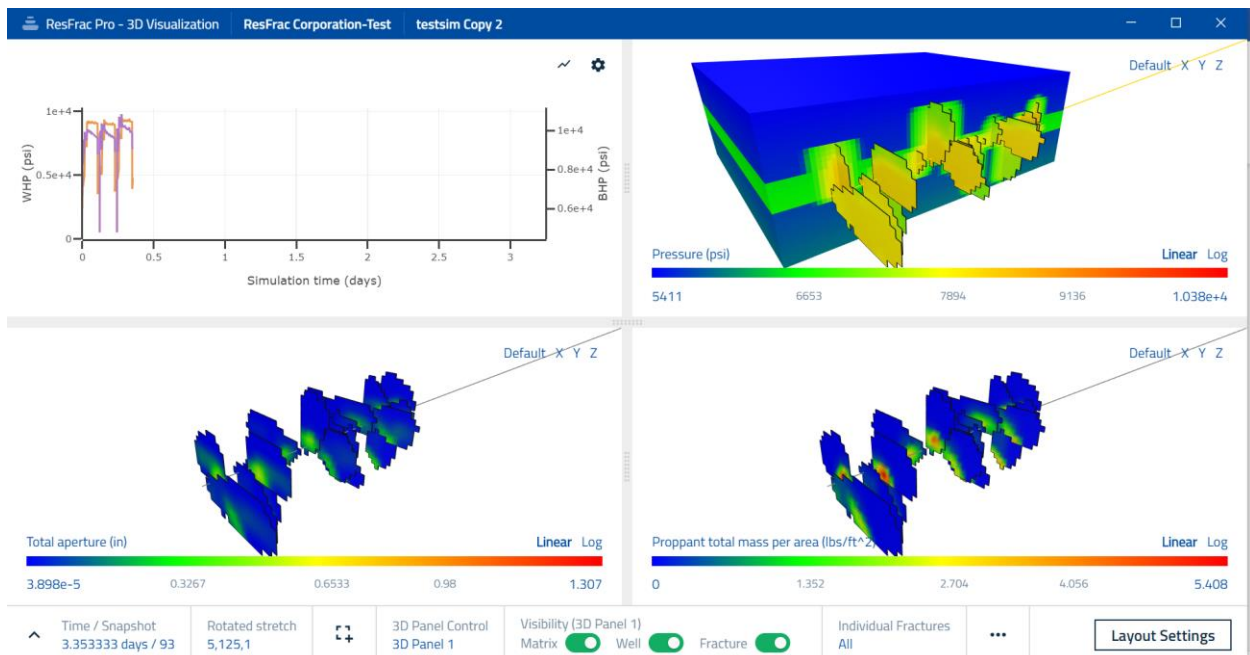 ResFrac Pro - 3D Visualization ResFrac Corporation-Test testsim Copy 2
1e+4
0.5e+4
0
WHP (psi)
1e+4
0.8e+4
0.6e+4
BHP (psi)
0 0.5 1 1.5 2 2.5 3
Simulation time (days)
Default X Y Z
Pressure (psi) Linear Log
5411 6653 7894 9136 1.038e+4
Default X Y Z
Total aperture (in) Linear Log
3.898e-5 0.3267 0.6533 0.98 1.307
Default X Y Z
Proppant total mass per area (lbs/ft^2) Linear Log
0 1.352 2.704 4.056 5.408
Time / Snapshot
3.353333 days / 93
Rotated stretch
5,125,1
3D Panel Control
3D Panel 1
Visibility (3D Panel 1)
Matrix Well Fracture
Individual Fractures
All
Layout Settings